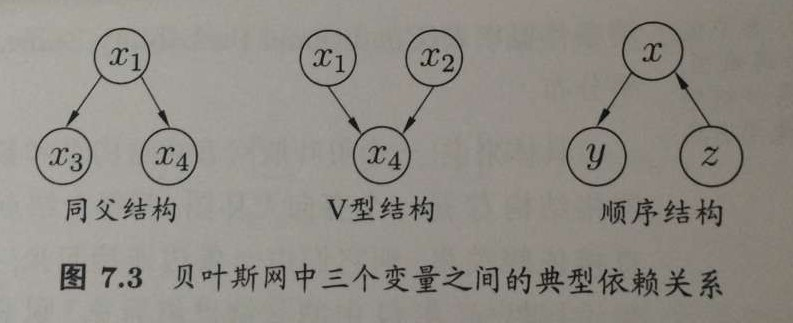 x1 x1 x2 x
x3 x4 x4 y z
同父结构 V型结构 顺序结构
图 7.3 贝叶斯网中三个变量之间的典型依赖关系